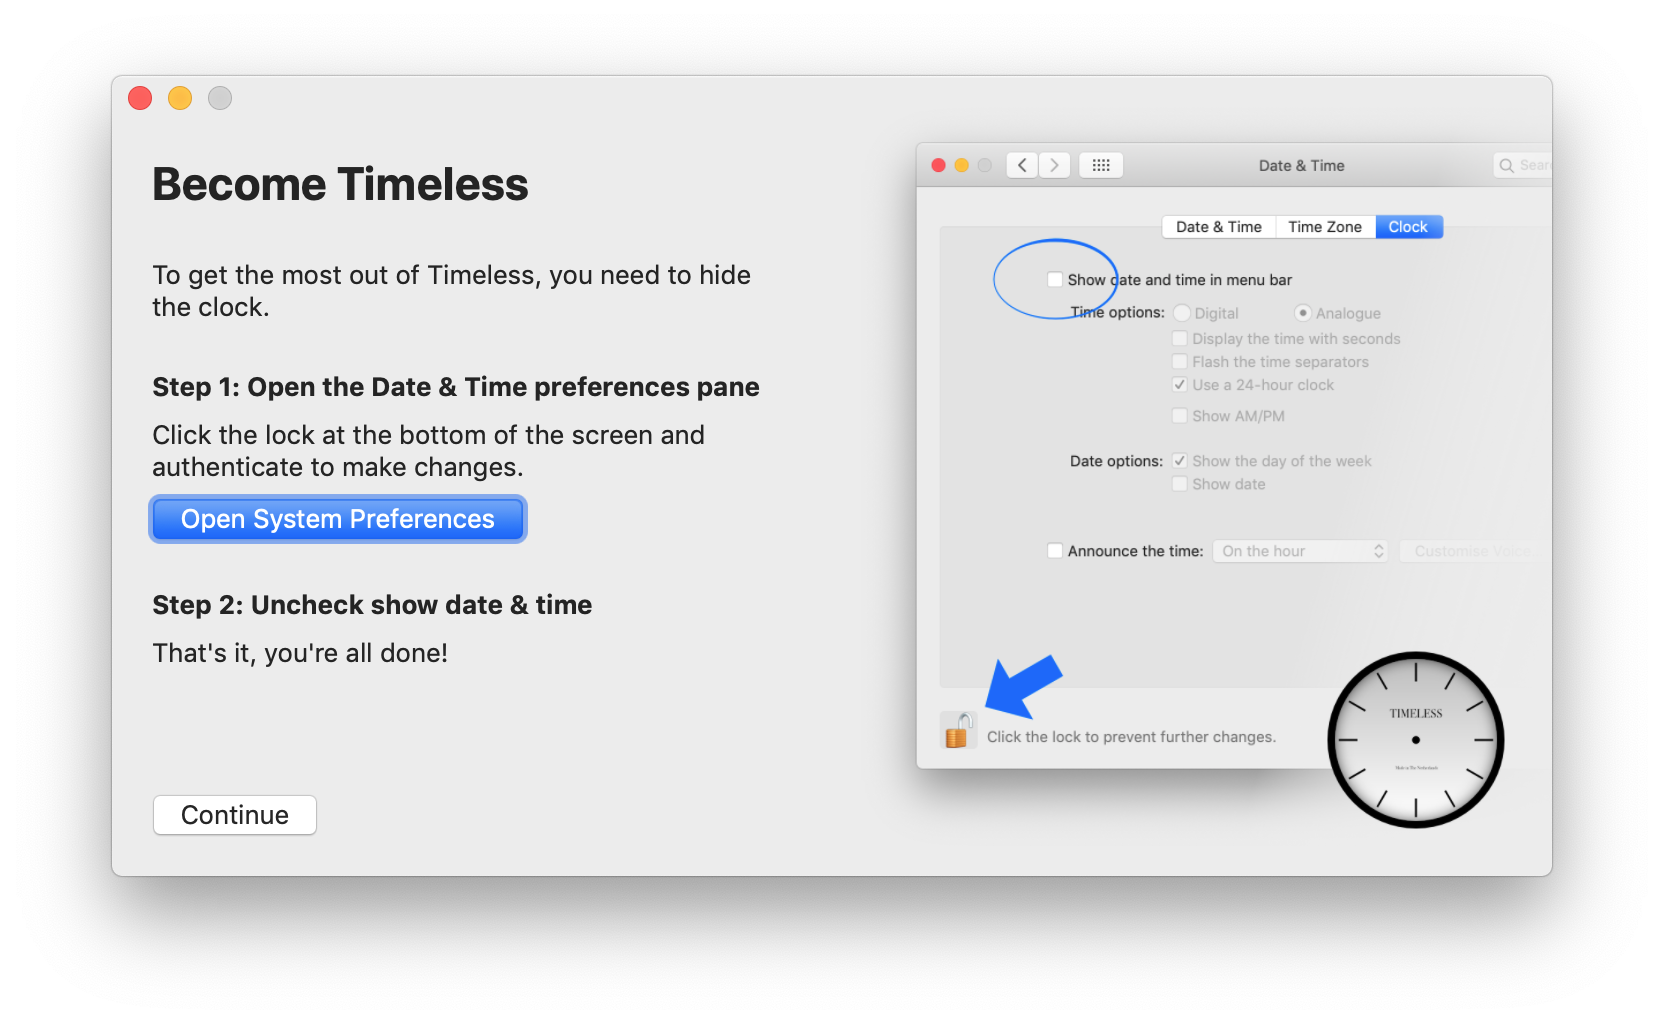 Become Timeless
To get the most out of Timeless, you need to hide
the clock.
Step 1: Open the Date & Time preferences pane
Click the lock at the bottom of the screen and
authenticate to make changes.
Open System Preferences
Step 2: Uncheck show date & time
That's it, you're all done!
Continue
Date & Time
Sear
Date & Time Time Zone Clock
Show date and time in menu bar
Time options: Digital Analogue
Display the time with seconds
Flash the time separators
Use a 24-hour clock
Show AM/PM
Date options: Show the day of the week
Show date
Announce the time: On the hour Customise Voice
Click the lock to prevent further changes.
TIMELESS
Made in The Netherlands